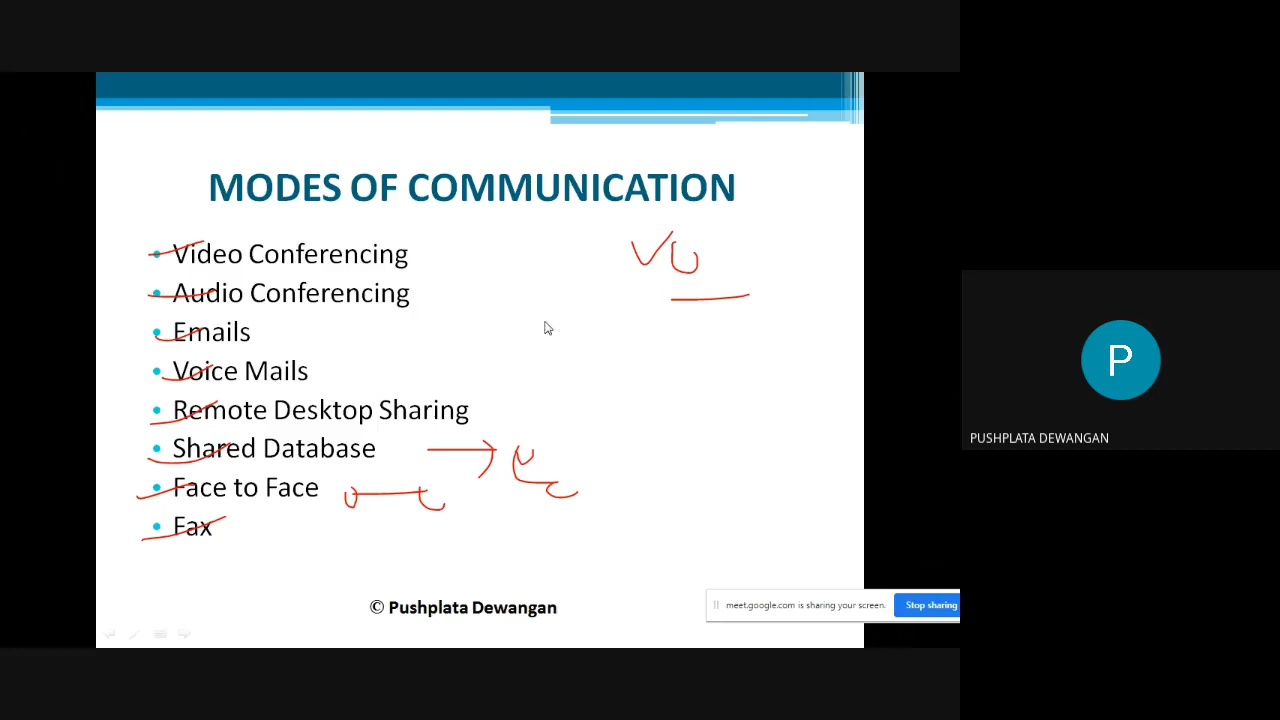 MODES OF COMMUNICATION
• Video Conferencing
• Audio Conferencing
• Emails
• Voice Mails
• Remote Desktop Sharing
• Shared Database
• Face to Face
• Fax
© Pushplata Dewangan
meet.google.com is sharing your screen.
Stop sharing
P
PUSHPLATA DEWANGAN